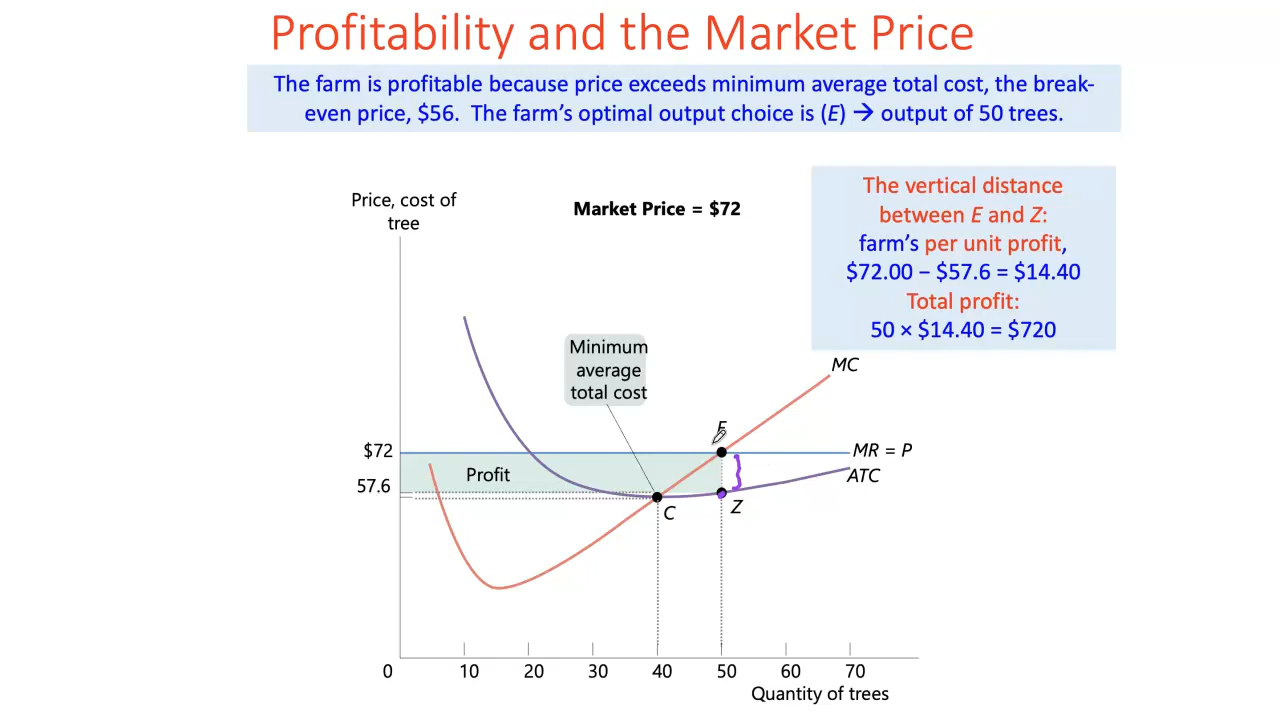 Profitability and the Market Price
The farm is profitable because price exceeds minimum average total cost, the break-
even price, $56. The farm's optimal output choice is (E) → output of 50 trees.
Price, cost of
tree
Market Price = $72
The vertical distance
between E and Z:
farm's per unit profit,
$72.00 − $57.6 = $14.40
Total profit:
50 × $14.40 = $720
Minimum
average
total cost
MC
E
$72
MR = P
Profit
ATC
57.6
C
Z
0
10
20
30
40
50
60
70
Quantity of trees